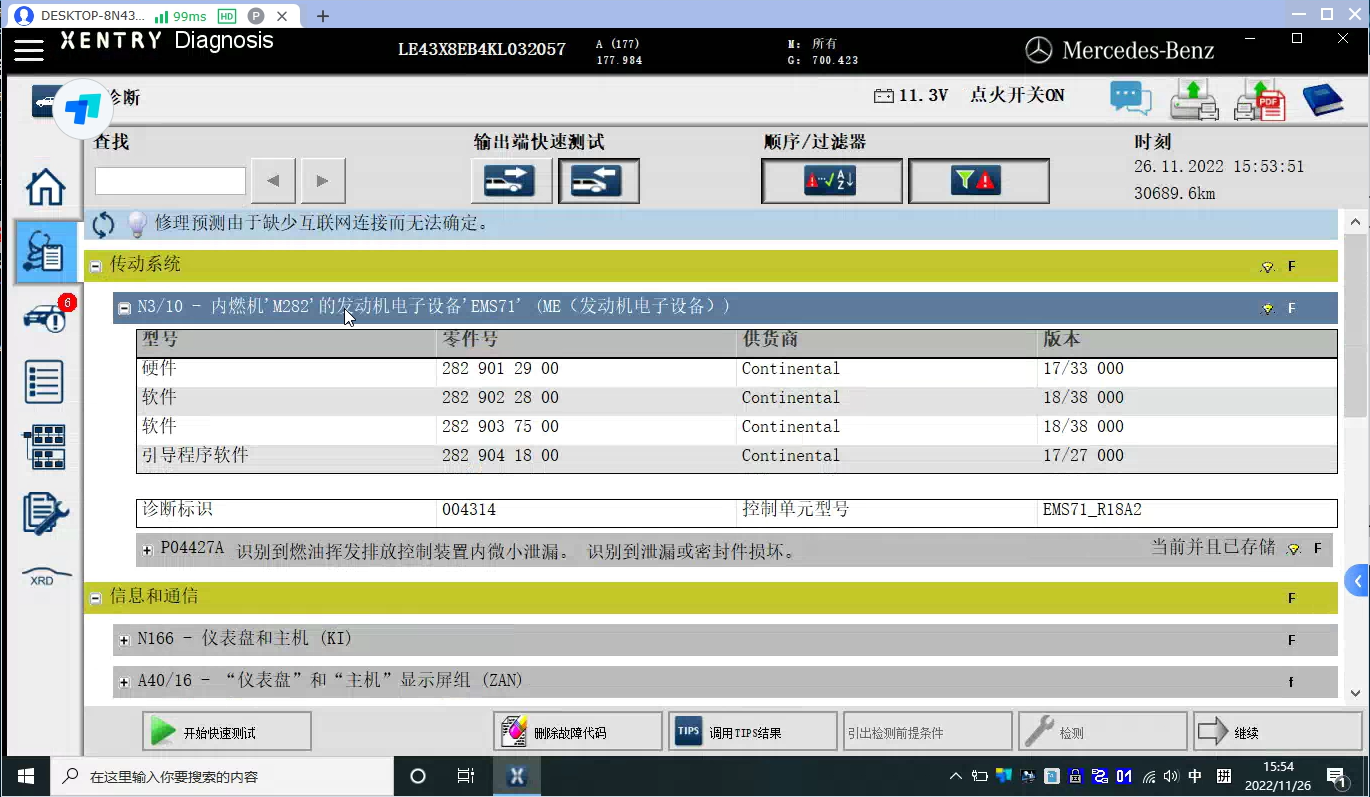 DESKTOP-8N43... 99ms HD P
XENTRY Diagnosis
LE43X8EB4KL032057
A (177)
177.984
M: 所有
G: 700.423
Mercedes-Benz
诊断
11.3V 点火开关ON
PDF
查找
输出端快速测试
顺序/过滤器
时刻
26.11.2022 15:53:51
30689.6km
A Z
修理预测由于缺少互联网连接而无法确定。
传动系统 F
6
N3/10 - 内燃机'M282'的发动机电子设备'EMS71' (ME（发动机电子设备）) F
型号 零件号 供货商 版本
硬件 282 901 29 00 Continental 17/33 000
软件 282 902 28 00 Continental 18/38 000
软件 282 903 75 00 Continental 18/38 000
引导程序软件 282 904 18 00 Continental 17/27 000
诊断标识 004314 控制单元型号 EMS71_R18A2
P04427A 识别到燃油挥发排放控制装置内微小泄漏。 识别到泄漏或密封件损坏。 当前并且已存储 F
XRD
信息和通信 F
N166 - 仪表盘和主机 (KI) F
A40/16 - “仪表盘”和“主机”显示屏组 (ZAN) f
开始快速测试
删除故障代码
TIPS 调用TIPS结果
引出检测前提条件
检测
继续
在这里输入你要搜索的内容
X
01
中
拼
15:54
2022/11/26
1